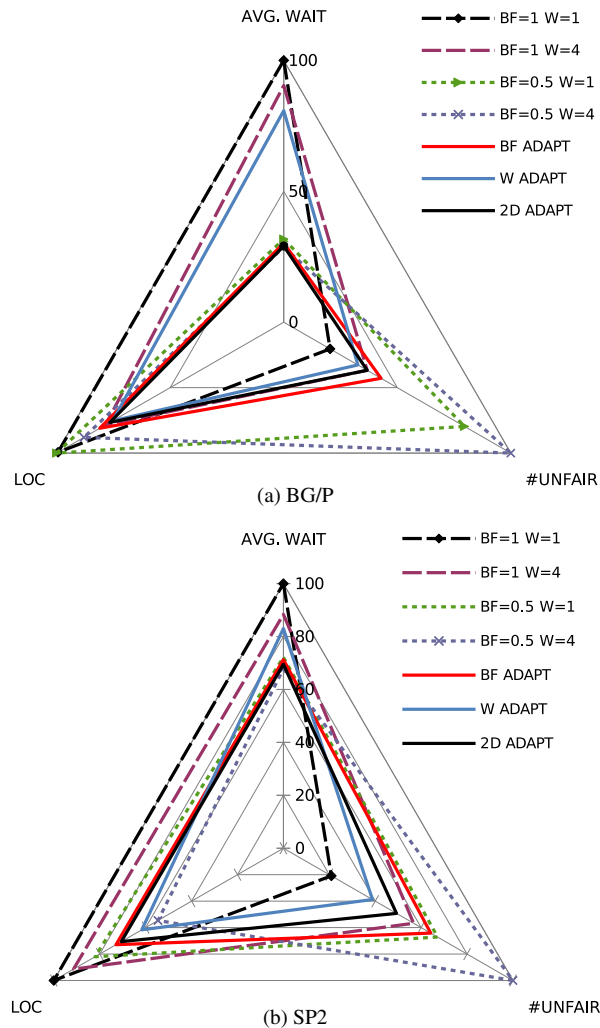 AVG. WAIT
BF=1 W=1
BF=1 W=4
BF=0.5 W=1
BF=0.5 W=4
BF ADAPT
W ADAPT
2D ADAPT
100
50
0
LOC
#UNFAIR
(a) BG/P
AVG. WAIT
BF=1 W=1
BF=1 W=4
BF=0.5 W=1
BF=0.5 W=4
BF ADAPT
W ADAPT
2D ADAPT
100
80
60
40
20
0
LOC
#UNFAIR
(b) SP2